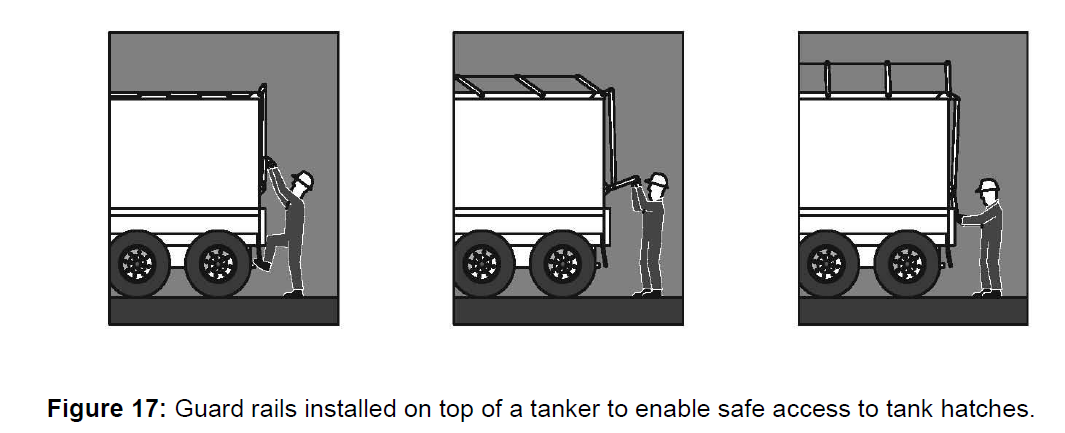 Figure 17: Guard rails installed on top of a tanker to enable safe access to tank hatches.